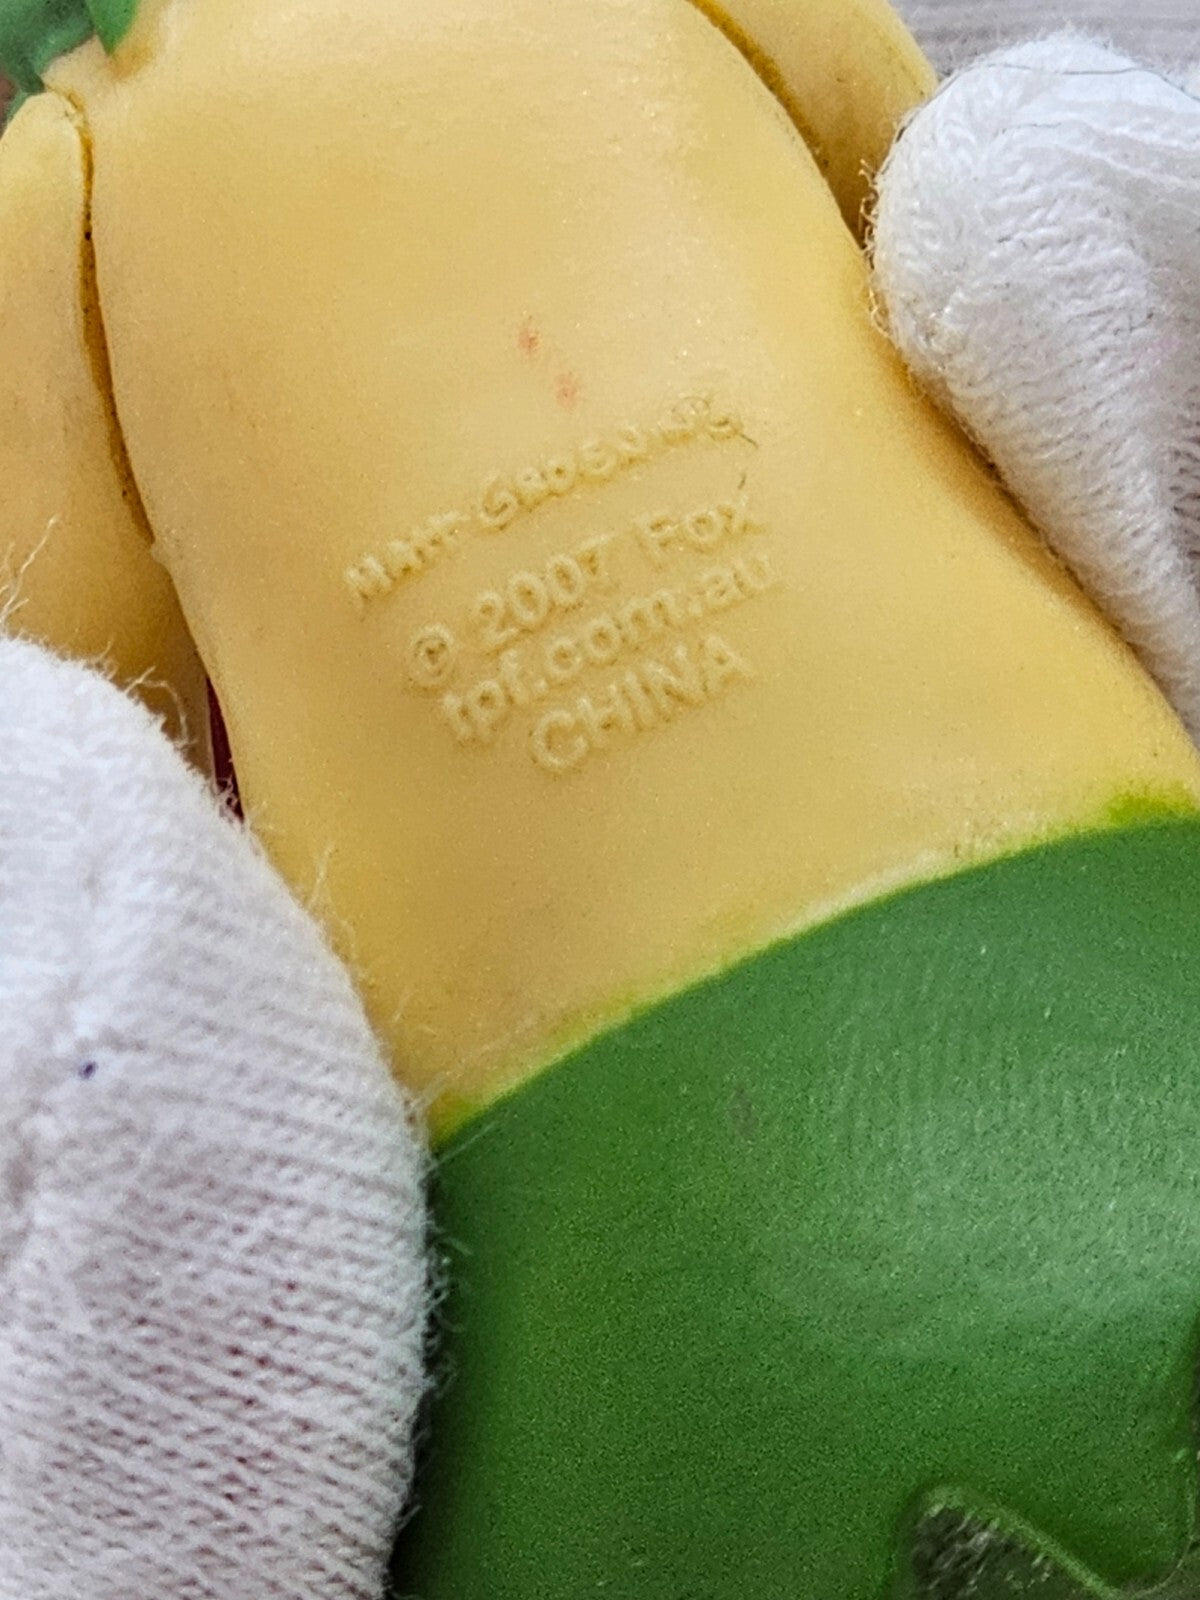 MATT GROENING
© 2007 Fox
tpf.com.au
CHINA